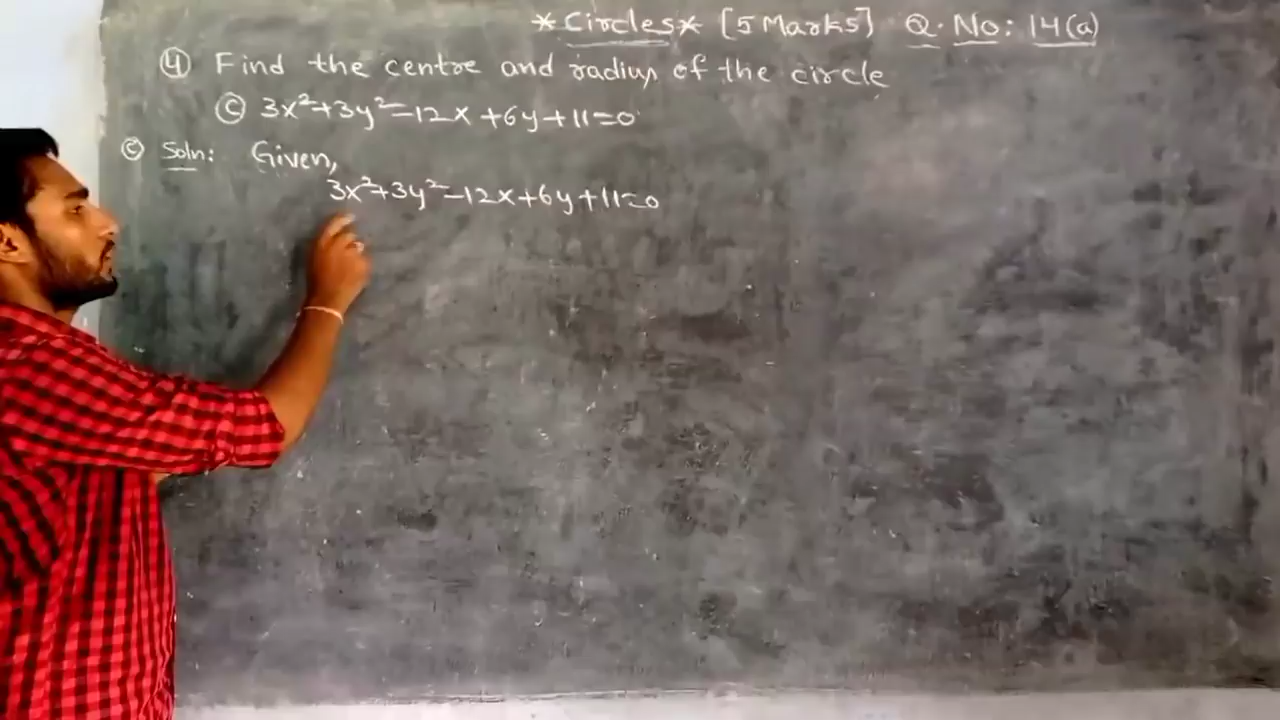 *Circles* [5 Marks] Q. No: 14(a)
④ Find the centre and radius of the circle
ⓒ 3x²+3y²-12x+6y+11=0
ⓒ Soln: Given,
3x²+3y²-12x+6y+11=0